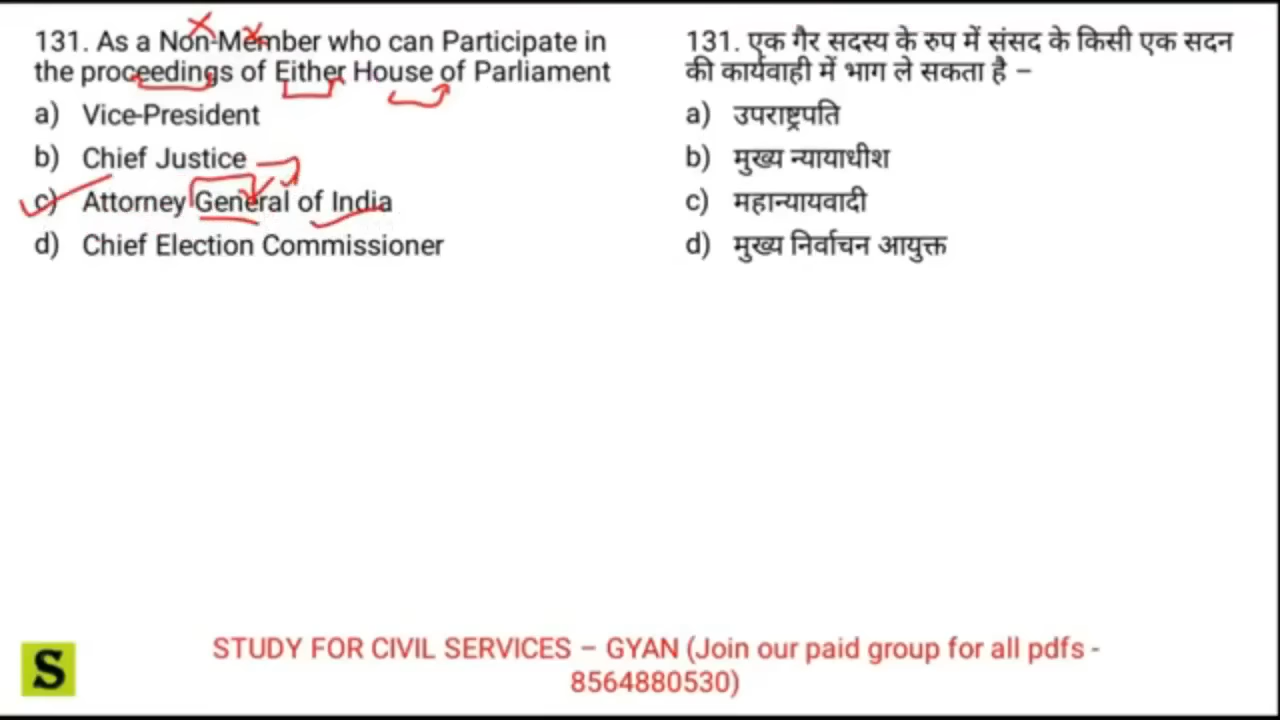 131. As a Non-Member who can Participate in
the proceedings of Either House of Parliament
a) Vice-President
b) Chief Justice
c) Attorney General of India
d) Chief Election Commissioner
131. एक गैर सदस्य के रुप में संसद के किसी एक सदन
की कार्यवाही में भाग ले सकता है –
a) उपराष्ट्रपति
b) मुख्य न्यायाधीश
c) महान्यायवादी
d) मुख्य निर्वाचन आयुक्त
S
STUDY FOR CIVIL SERVICES – GYAN (Join our paid group for all pdfs -
8564880530)